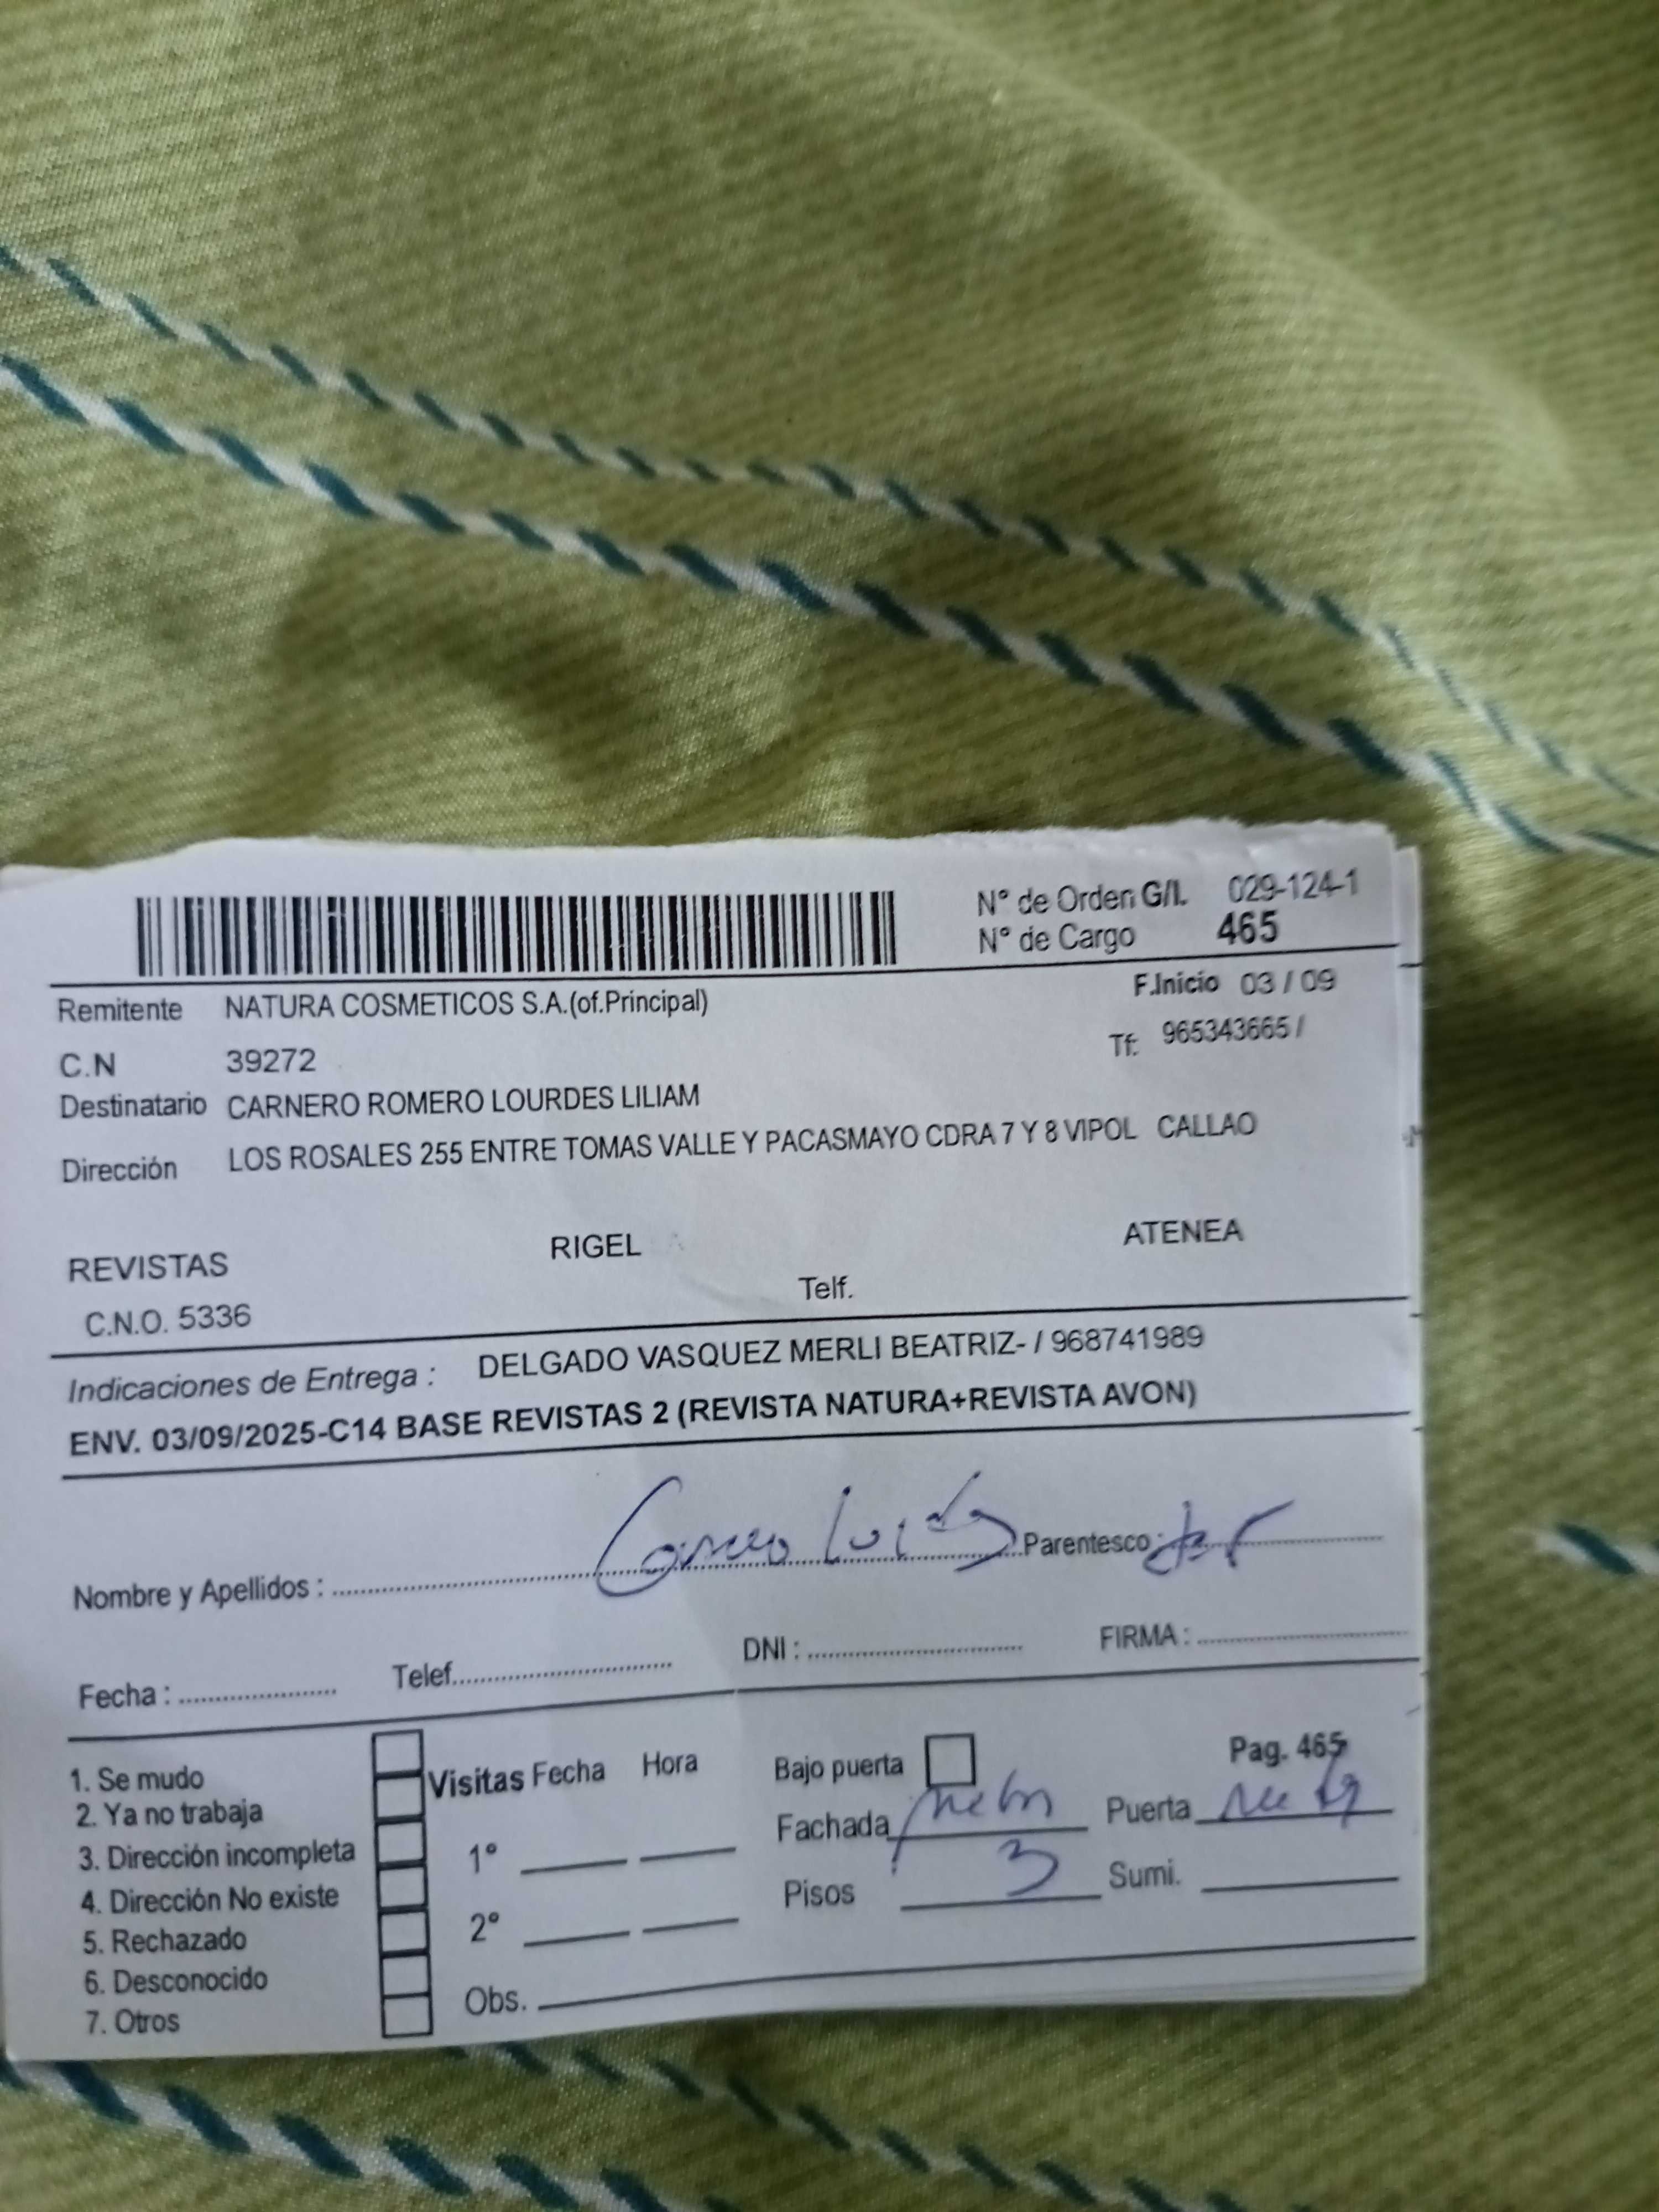 N° de Orden G/I. 029-124-1
N° de Cargo 465
F.Inicio 03 / 09
Remitente NATURA COSMETICOS S.A.(of.Principal)
Tf: 965343665 /
C.N 39272
Destinatario CARNERO ROMERO LOURDES LILIAM
Dirección LOS ROSALES 255 ENTRE TOMAS VALLE Y PACASMAYO CDRA 7 Y 8 VIPOL CALLAO
REVISTAS RIGEL ATENEA
C.N.O. 5336 Telf.
Indicaciones de Entrega : DELGADO VASQUEZ MERLI BEATRIZ- / 968741989
ENV. 03/09/2025-C14 BASE REVISTAS 2 (REVISTA NATURA+REVISTA AVON)
Nombre y Apellidos : Parentesco :
Fecha : Telef. DNI : FIRMA :
1. Se mudo
2. Ya no trabaja
3. Dirección incompleta
4. Dirección No existe
5. Rechazado
6. Desconocido
7. Otros
Visitas Fecha Hora
1°
2°
Obs.
Bajo puerta Pag. 465
Fachada Puerta
Pisos 3 Sumi.